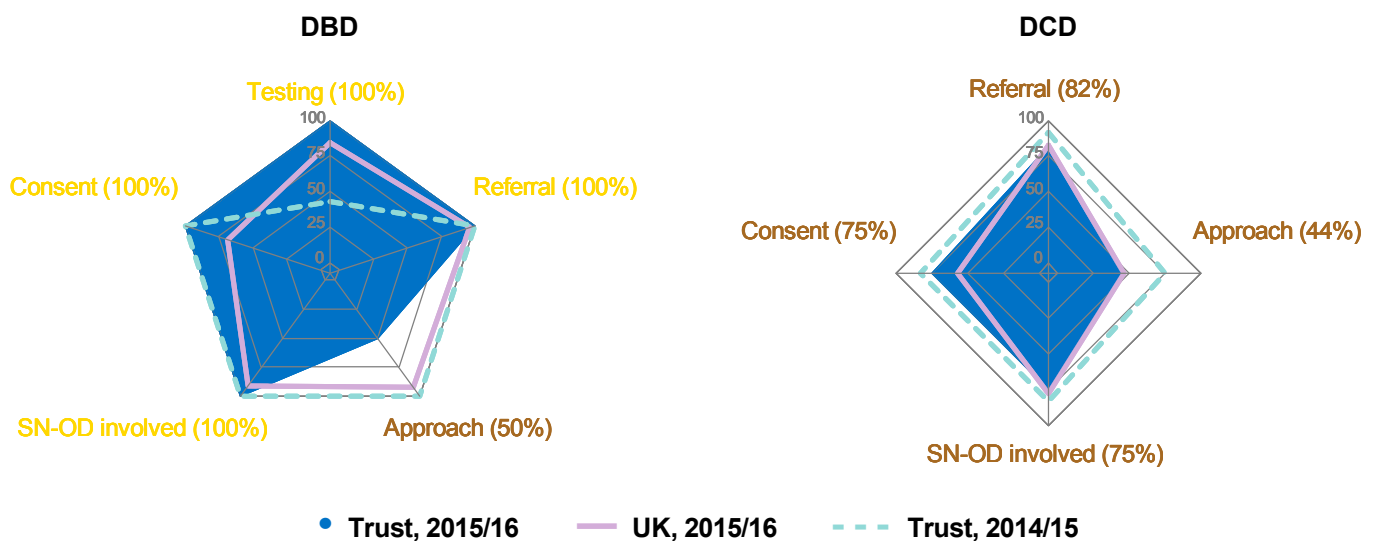 DBD
DCD
Testing (100%)
Referral (82%)
100
75
50
25
0
100
75
50
25
0
Consent (100%)
Referral (100%)
Consent (75%)
Approach (44%)
SN-OD involved (100%)
Approach (50%)
SN-OD involved (75%)
Trust, 2015/16
UK, 2015/16
Trust, 2014/15